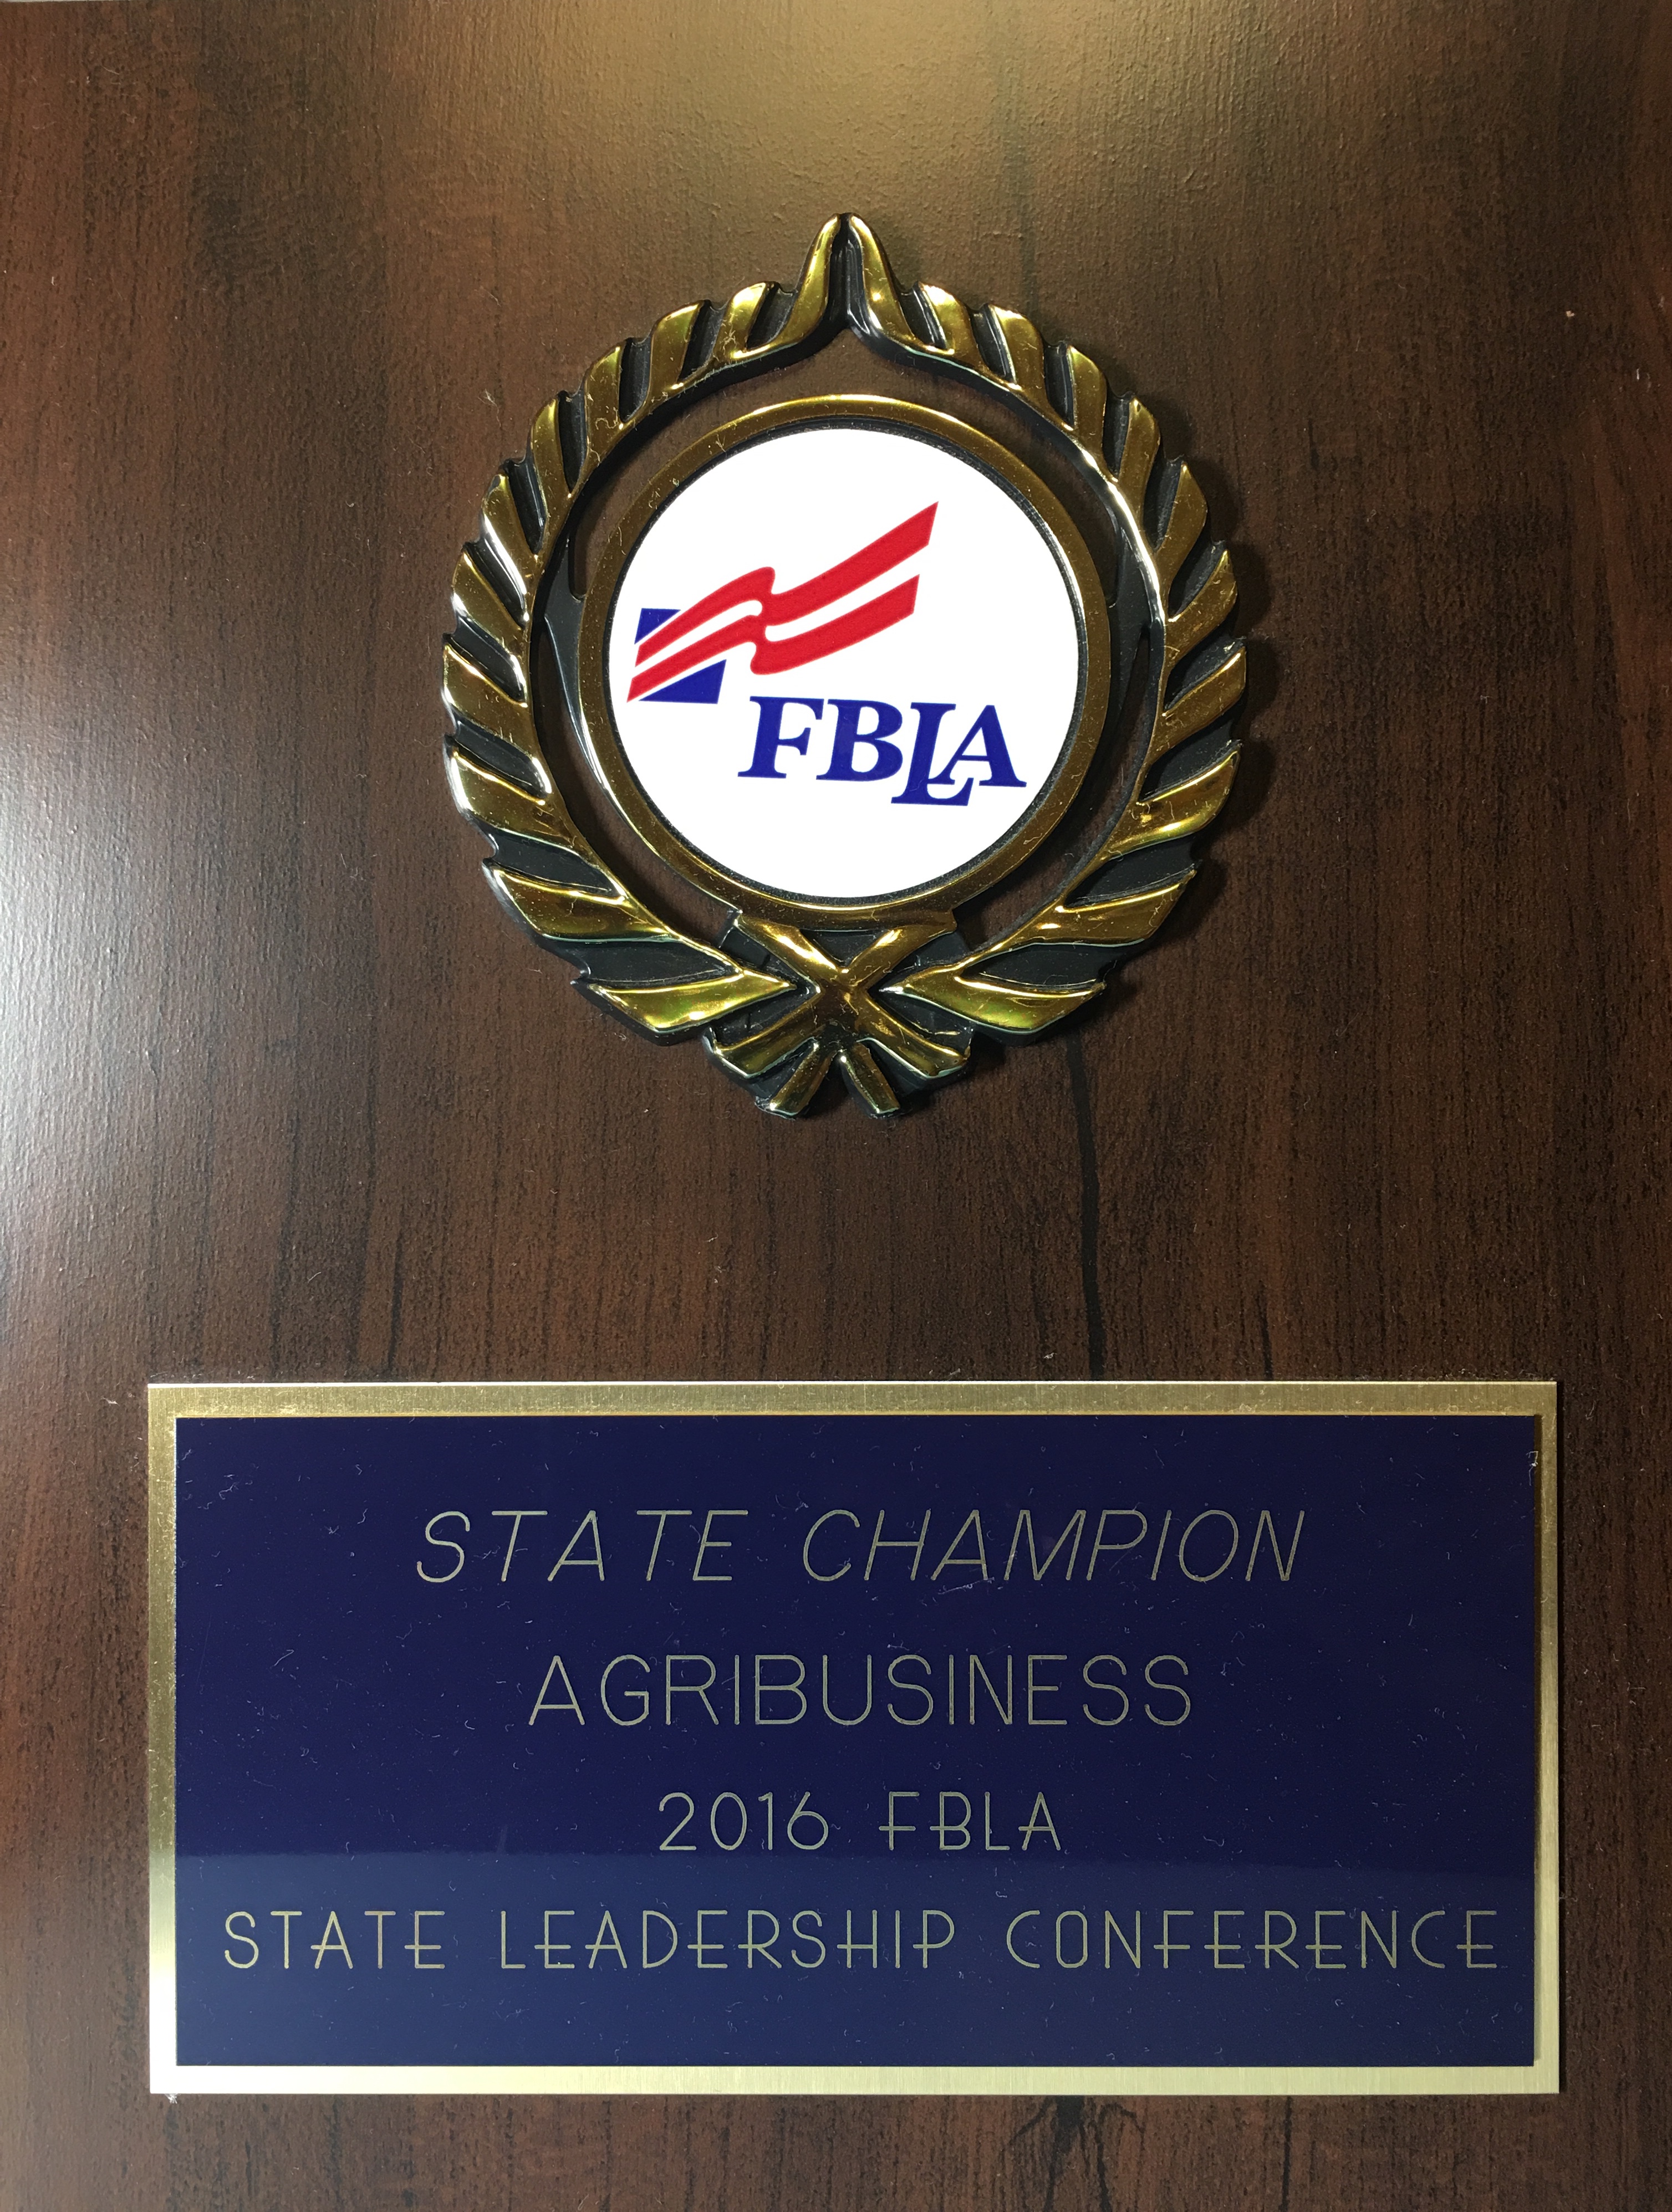 FBLA
STATE CHAMPION
AGRIBUSINESS
2016 FBLA
STATE LEADERSHIP CONFERENCE